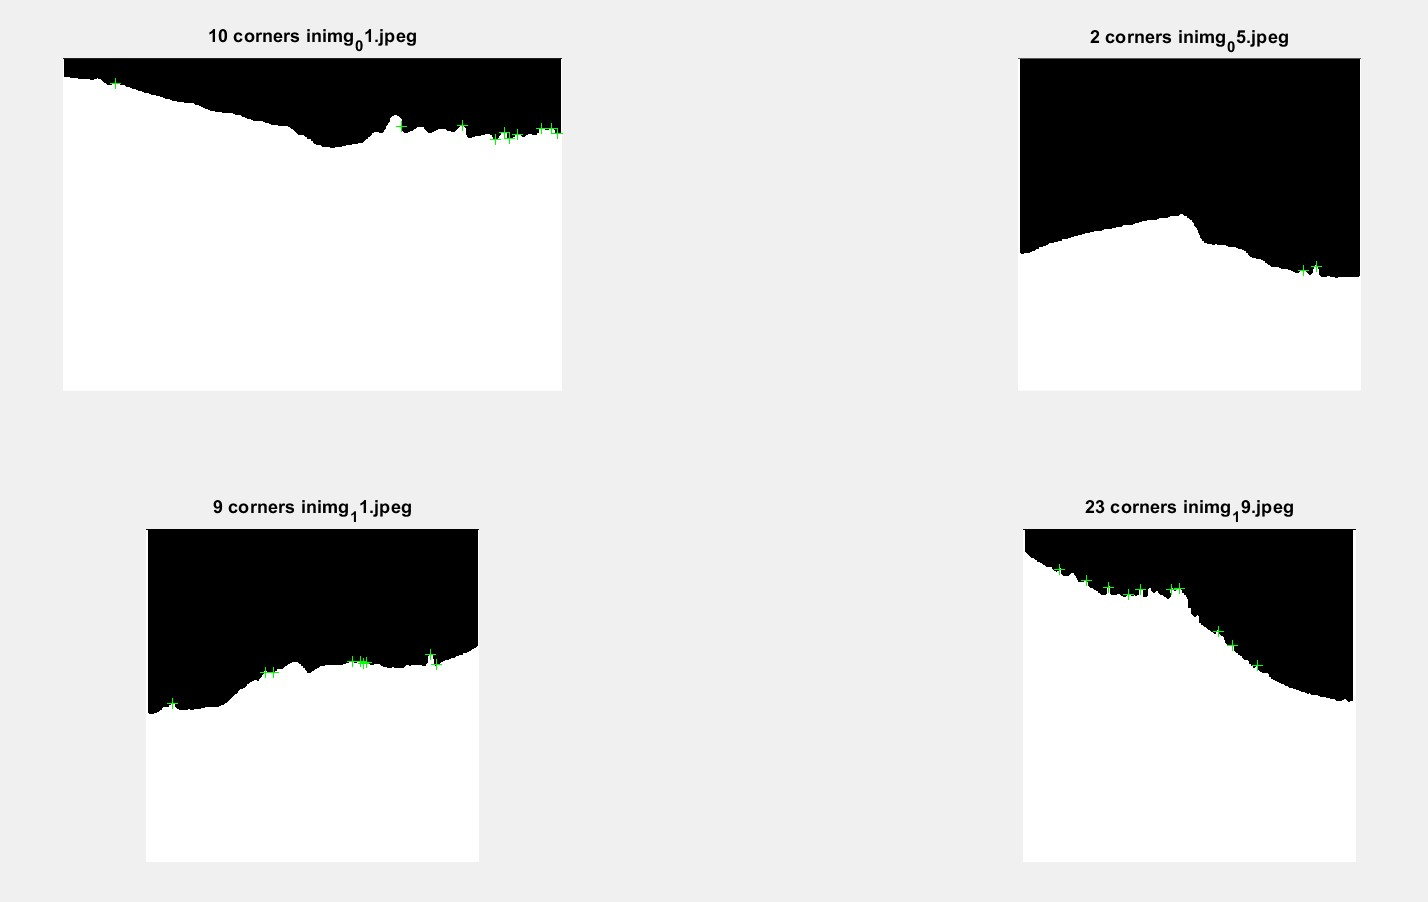 10 corners inimg₀1.jpeg
2 corners inimg₀5.jpeg
9 corners inimg₁1.jpeg
23 corners inimg₁9.jpeg